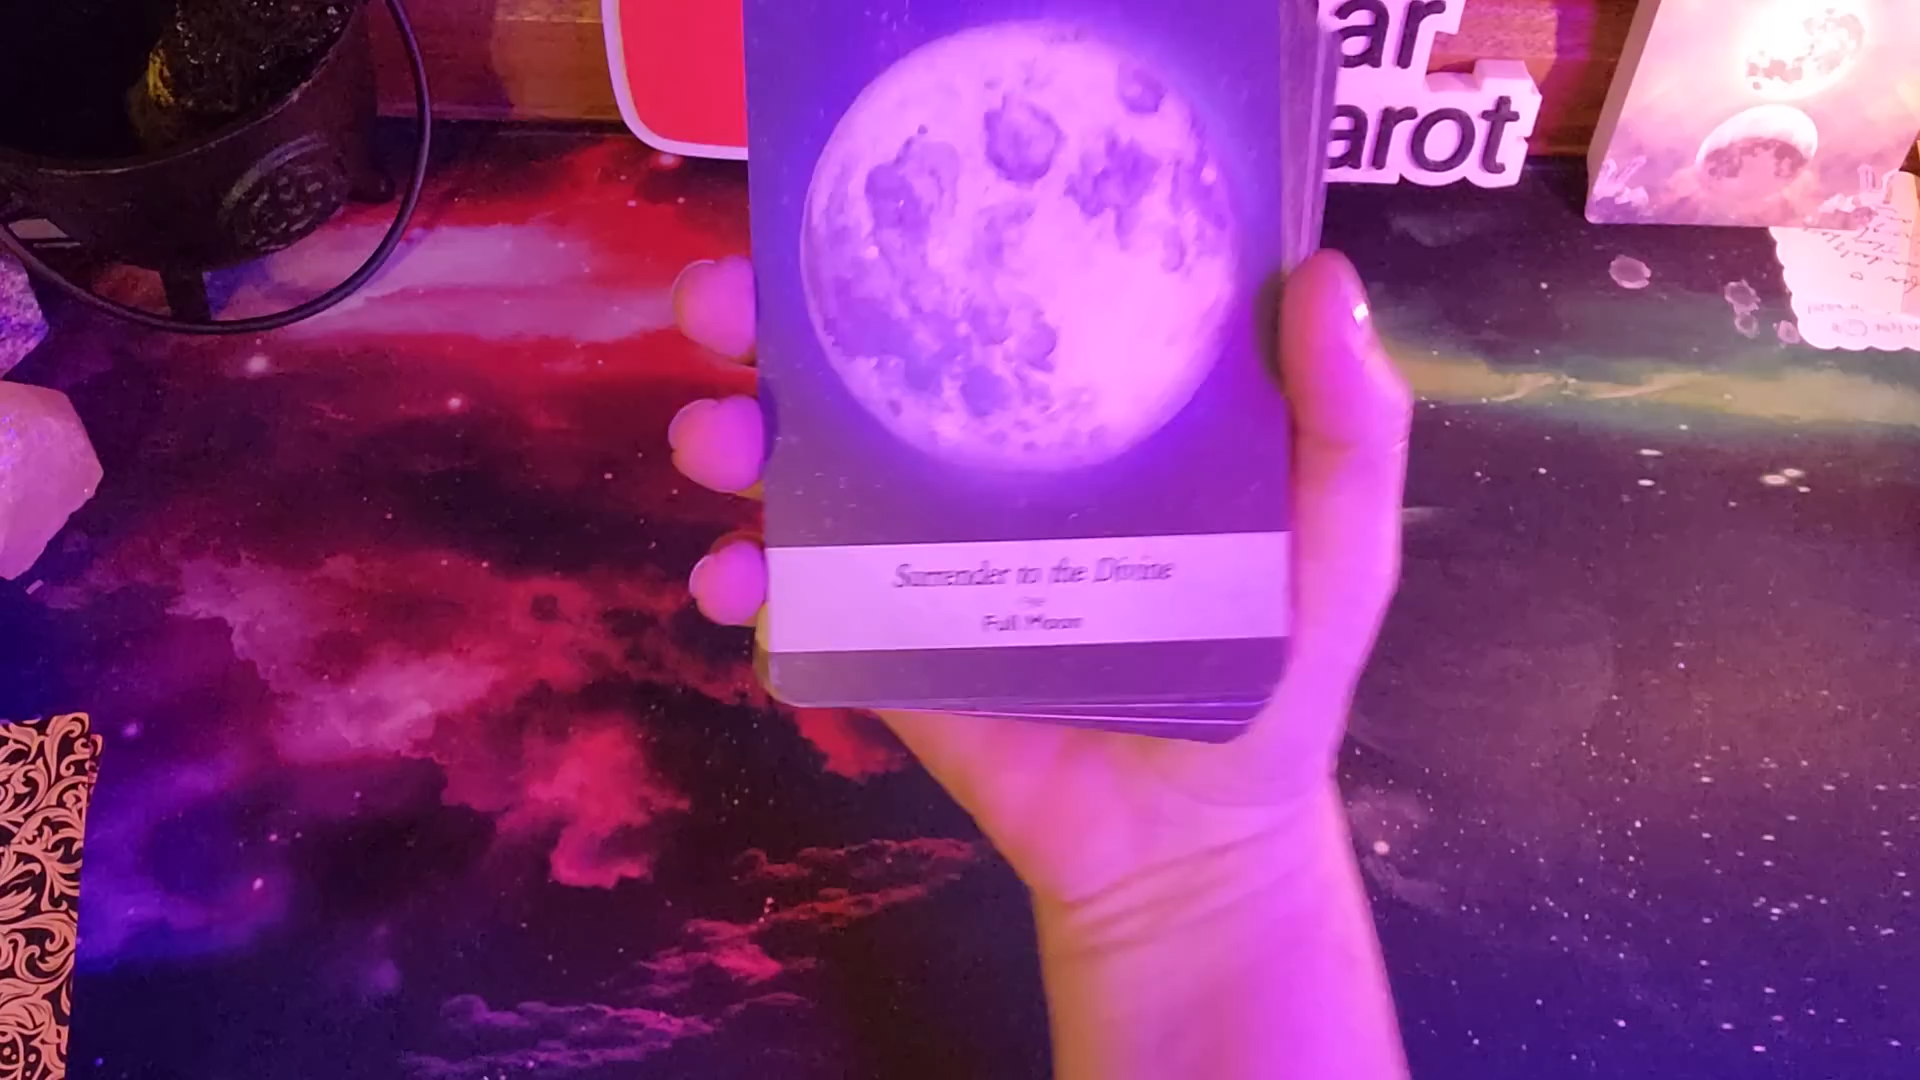 ar
arot
Surrender to the Divine
Full Moon